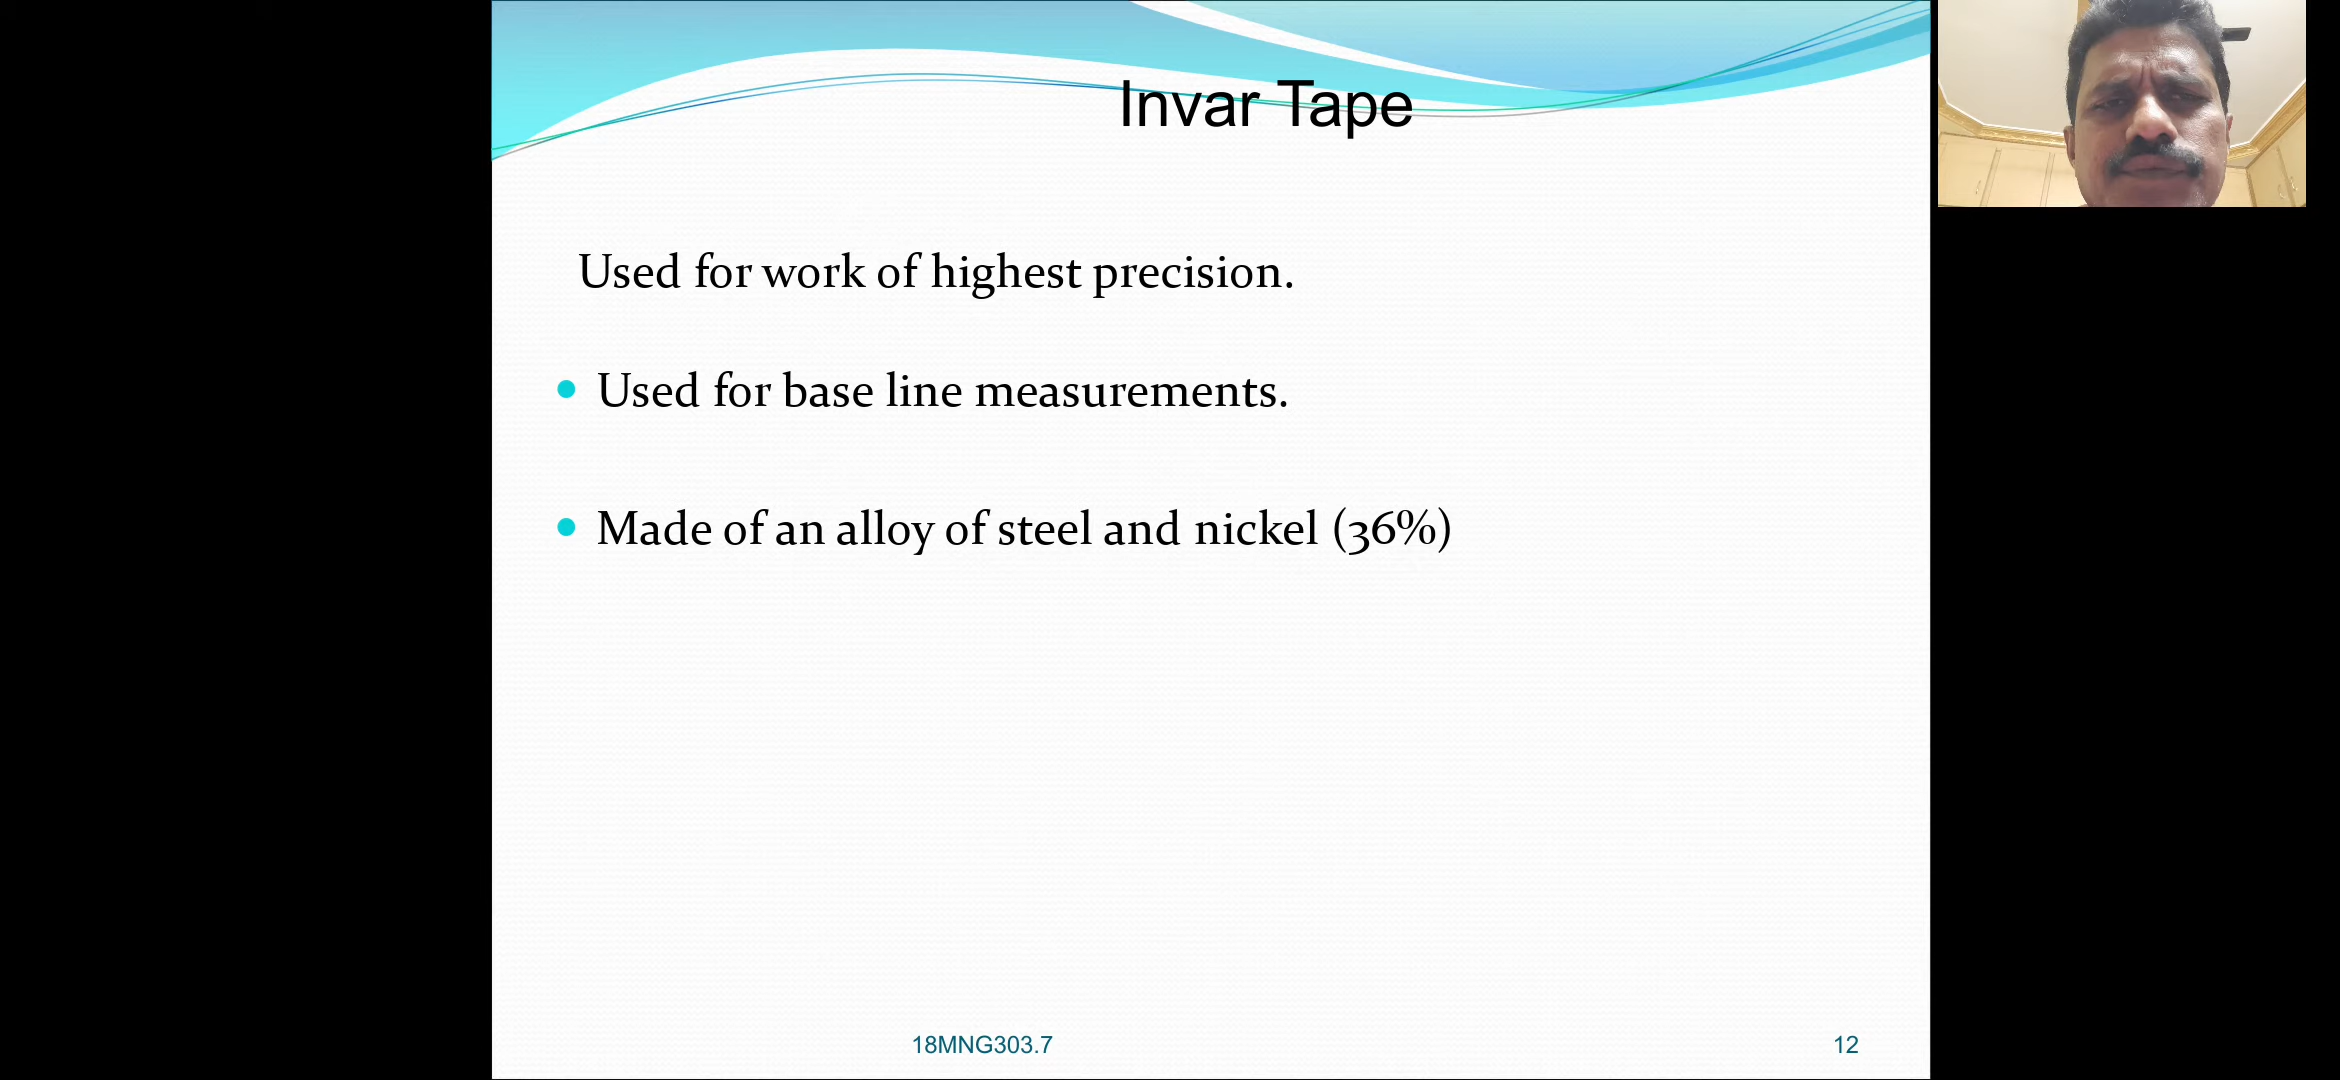 Invar Tape
Used for work of highest precision.
Used for base line measurements.
Made of an alloy of steel and nickel (36%)
18MNG303.7
12